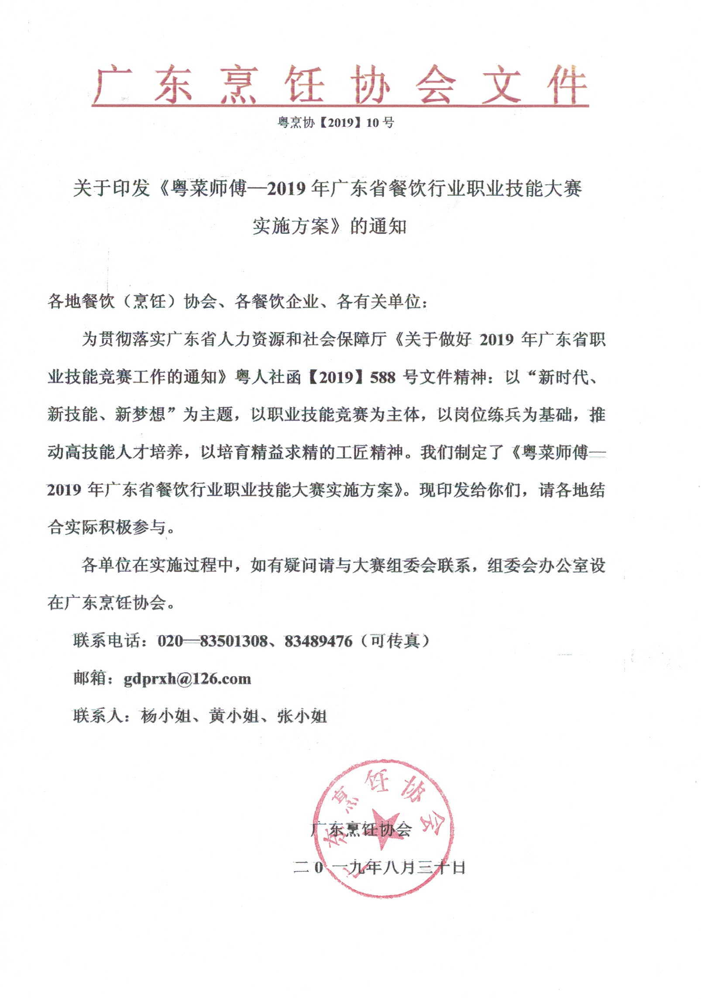 广东烹饪协会文件
粤烹协【2019】10 号
关于印发《粤菜师傅—2019 年广东省餐饮行业职业技能大赛
实施方案》的通知
各地餐饮（烹饪）协会、各餐饮企业、各有关单位：
为贯彻落实广东省人力资源和社会保障厅《关于做好 2019 年广东省职
业技能竞赛工作的通知》粤人社函【2019】588 号文件精神：以“新时代、
新技能、新梦想”为主题，以职业技能竞赛为主体，以岗位练兵为基础，推
动高技能人才培养，以培育精益求精的工匠精神。我们制定了《粤菜师傅—
2019 年广东省餐饮行业职业技能大赛实施方案》。现印发给你们，请各地结
合实际积极参与。
各单位在实施过程中，如有疑问请与大赛组委会联系，组委会办公室设
在广东烹饪协会。
联系电话：020—83501308、83489476（可传真）
邮箱：gdprxh@126.com
联系人：杨小姐、黄小姐、张小姐
广东烹饪协会
广东烹饪协会
二 0 一九年八月三十日